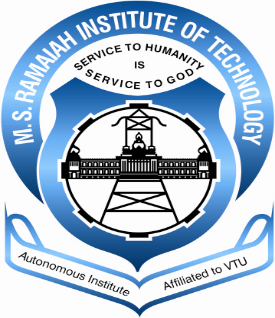 M. S. RAMAIAH INSTITUTE OF TECHNOLOGY
SERVICE TO HUMANITY
IS
SERVICE TO GOD
Autonomous Institute
Affiliated to VTU